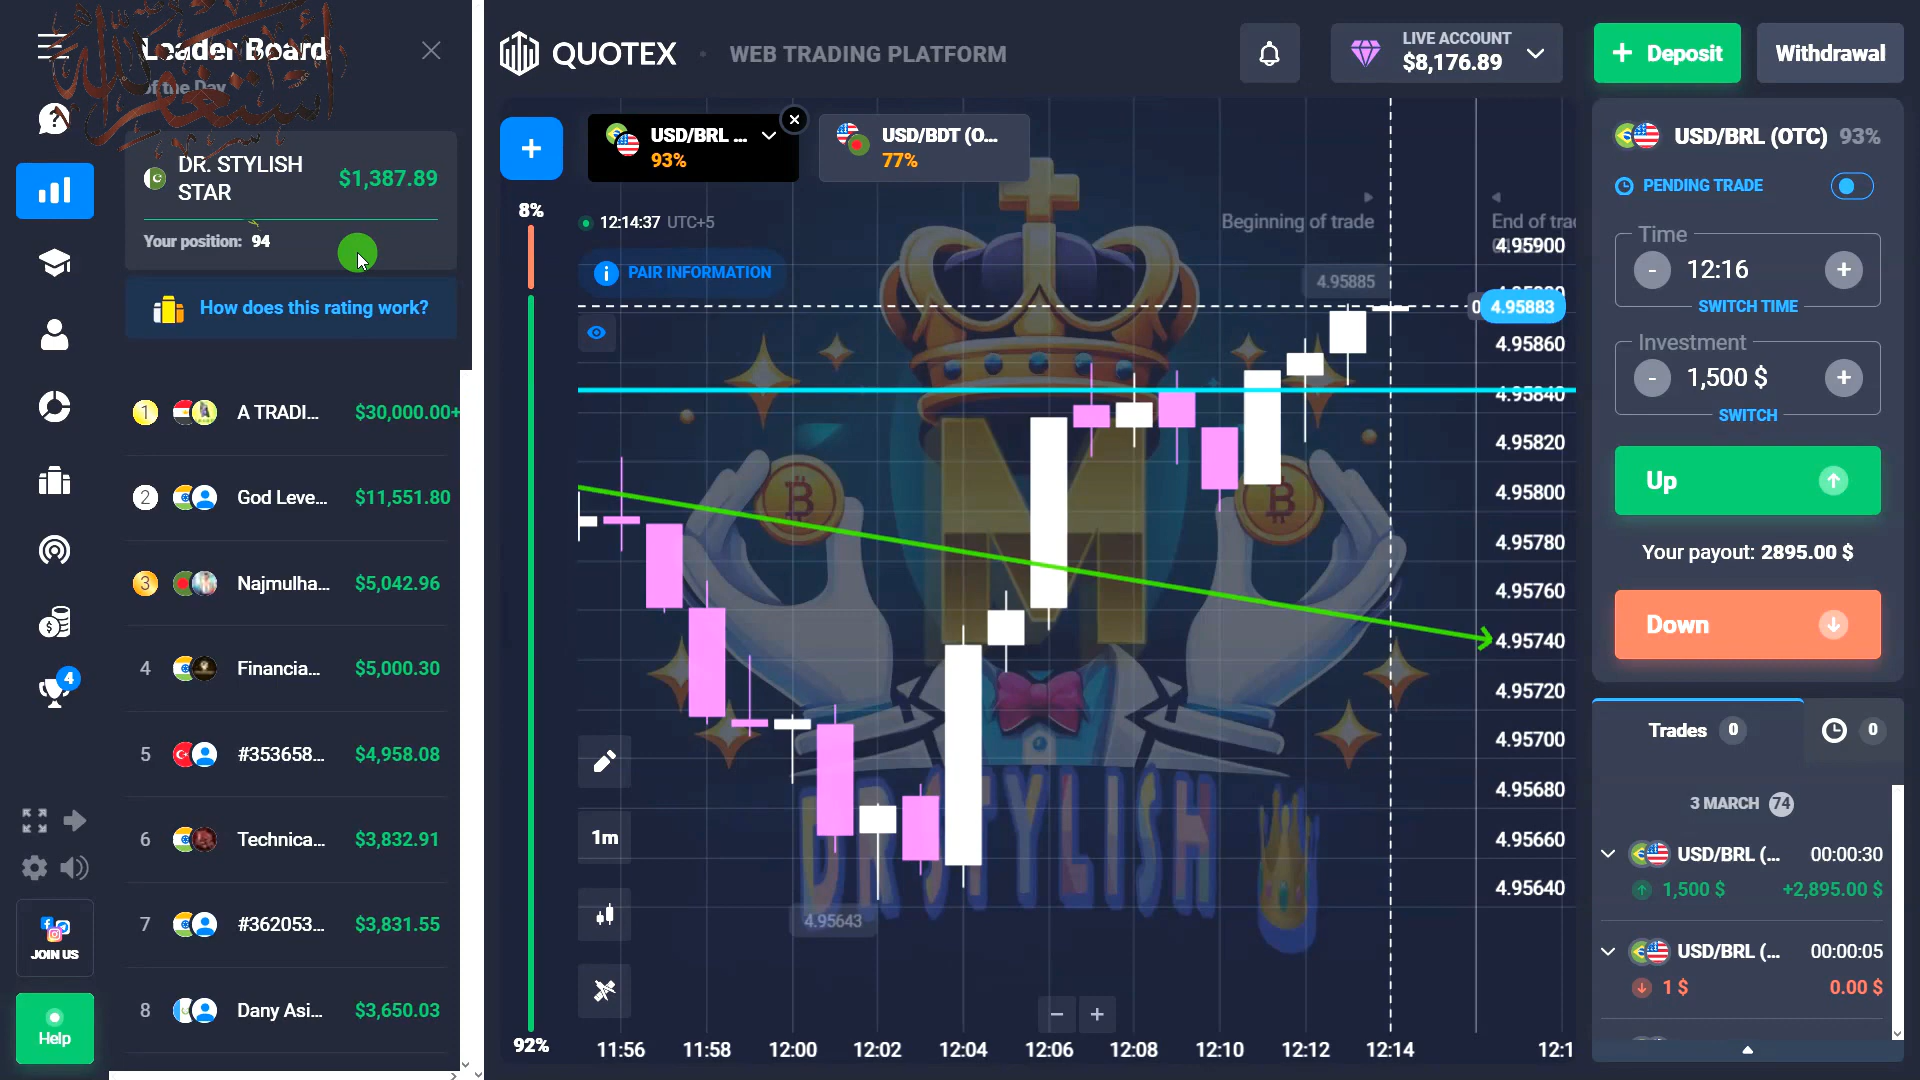 Leader Board
of the Day
DR. STYLISH
STAR
$1,387.89
Your position: 94
How does this rating work?
1 A TRADI... $30,000.00+
2 God Leve... $11,551.80
3 Najmulha... $5,042.96
4 Financia... $5,000.30
5 #353658... $4,958.08
6 Technica... $3,832.91
7 #362053... $3,831.55
8 Dany Asi... $3,650.03
4
JOIN US
Help
QUOTEX
WEB TRADING PLATFORM
LIVE ACCOUNT
$8,176.89
+ Deposit
Withdrawal
+
USD/BRL ...
93%
USD/BDT (O...
77%
8%
92%
12:14:37 UTC+5
PAIR INFORMATION
Beginning of trade
End of tra
4.95885
4.95883
4.95900
4.95860
4.95840
4.95820
4.95800
4.95780
4.95760
4.95740
4.95720
4.95700
4.95680
4.95660
4.95640
4.95643
M
DR STYLISH
1m
− +
11:56 11:58 12:00 12:02 12:04 12:06 12:08 12:10 12:12 12:14 12:1
USD/BRL (OTC) 93%
PENDING TRADE
Time
- 12:16 +
SWITCH TIME
Investment
- 1,500 $ +
SWITCH
Up
Your payout: 2895.00 $
Down
Trades 0
0
3 MARCH 74
USD/BRL (... 00:00:30
1,500 $ +2,895.00 $
USD/BRL (... 00:00:05
1 $ 0.00 $